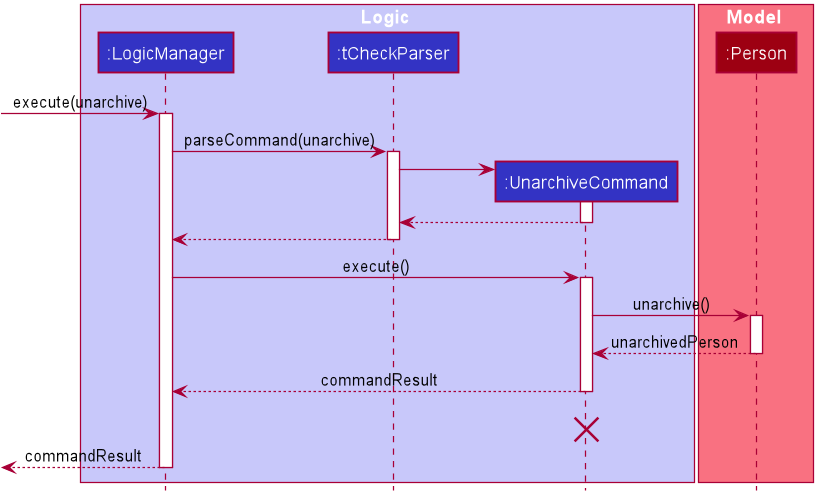 Logic
Model
:LogicManager
:tCheckParser
:Person
execute(unarchive)
parseCommand(unarchive)
:UnarchiveCommand
execute()
unarchive()
unarchivedPerson
commandResult
commandResult